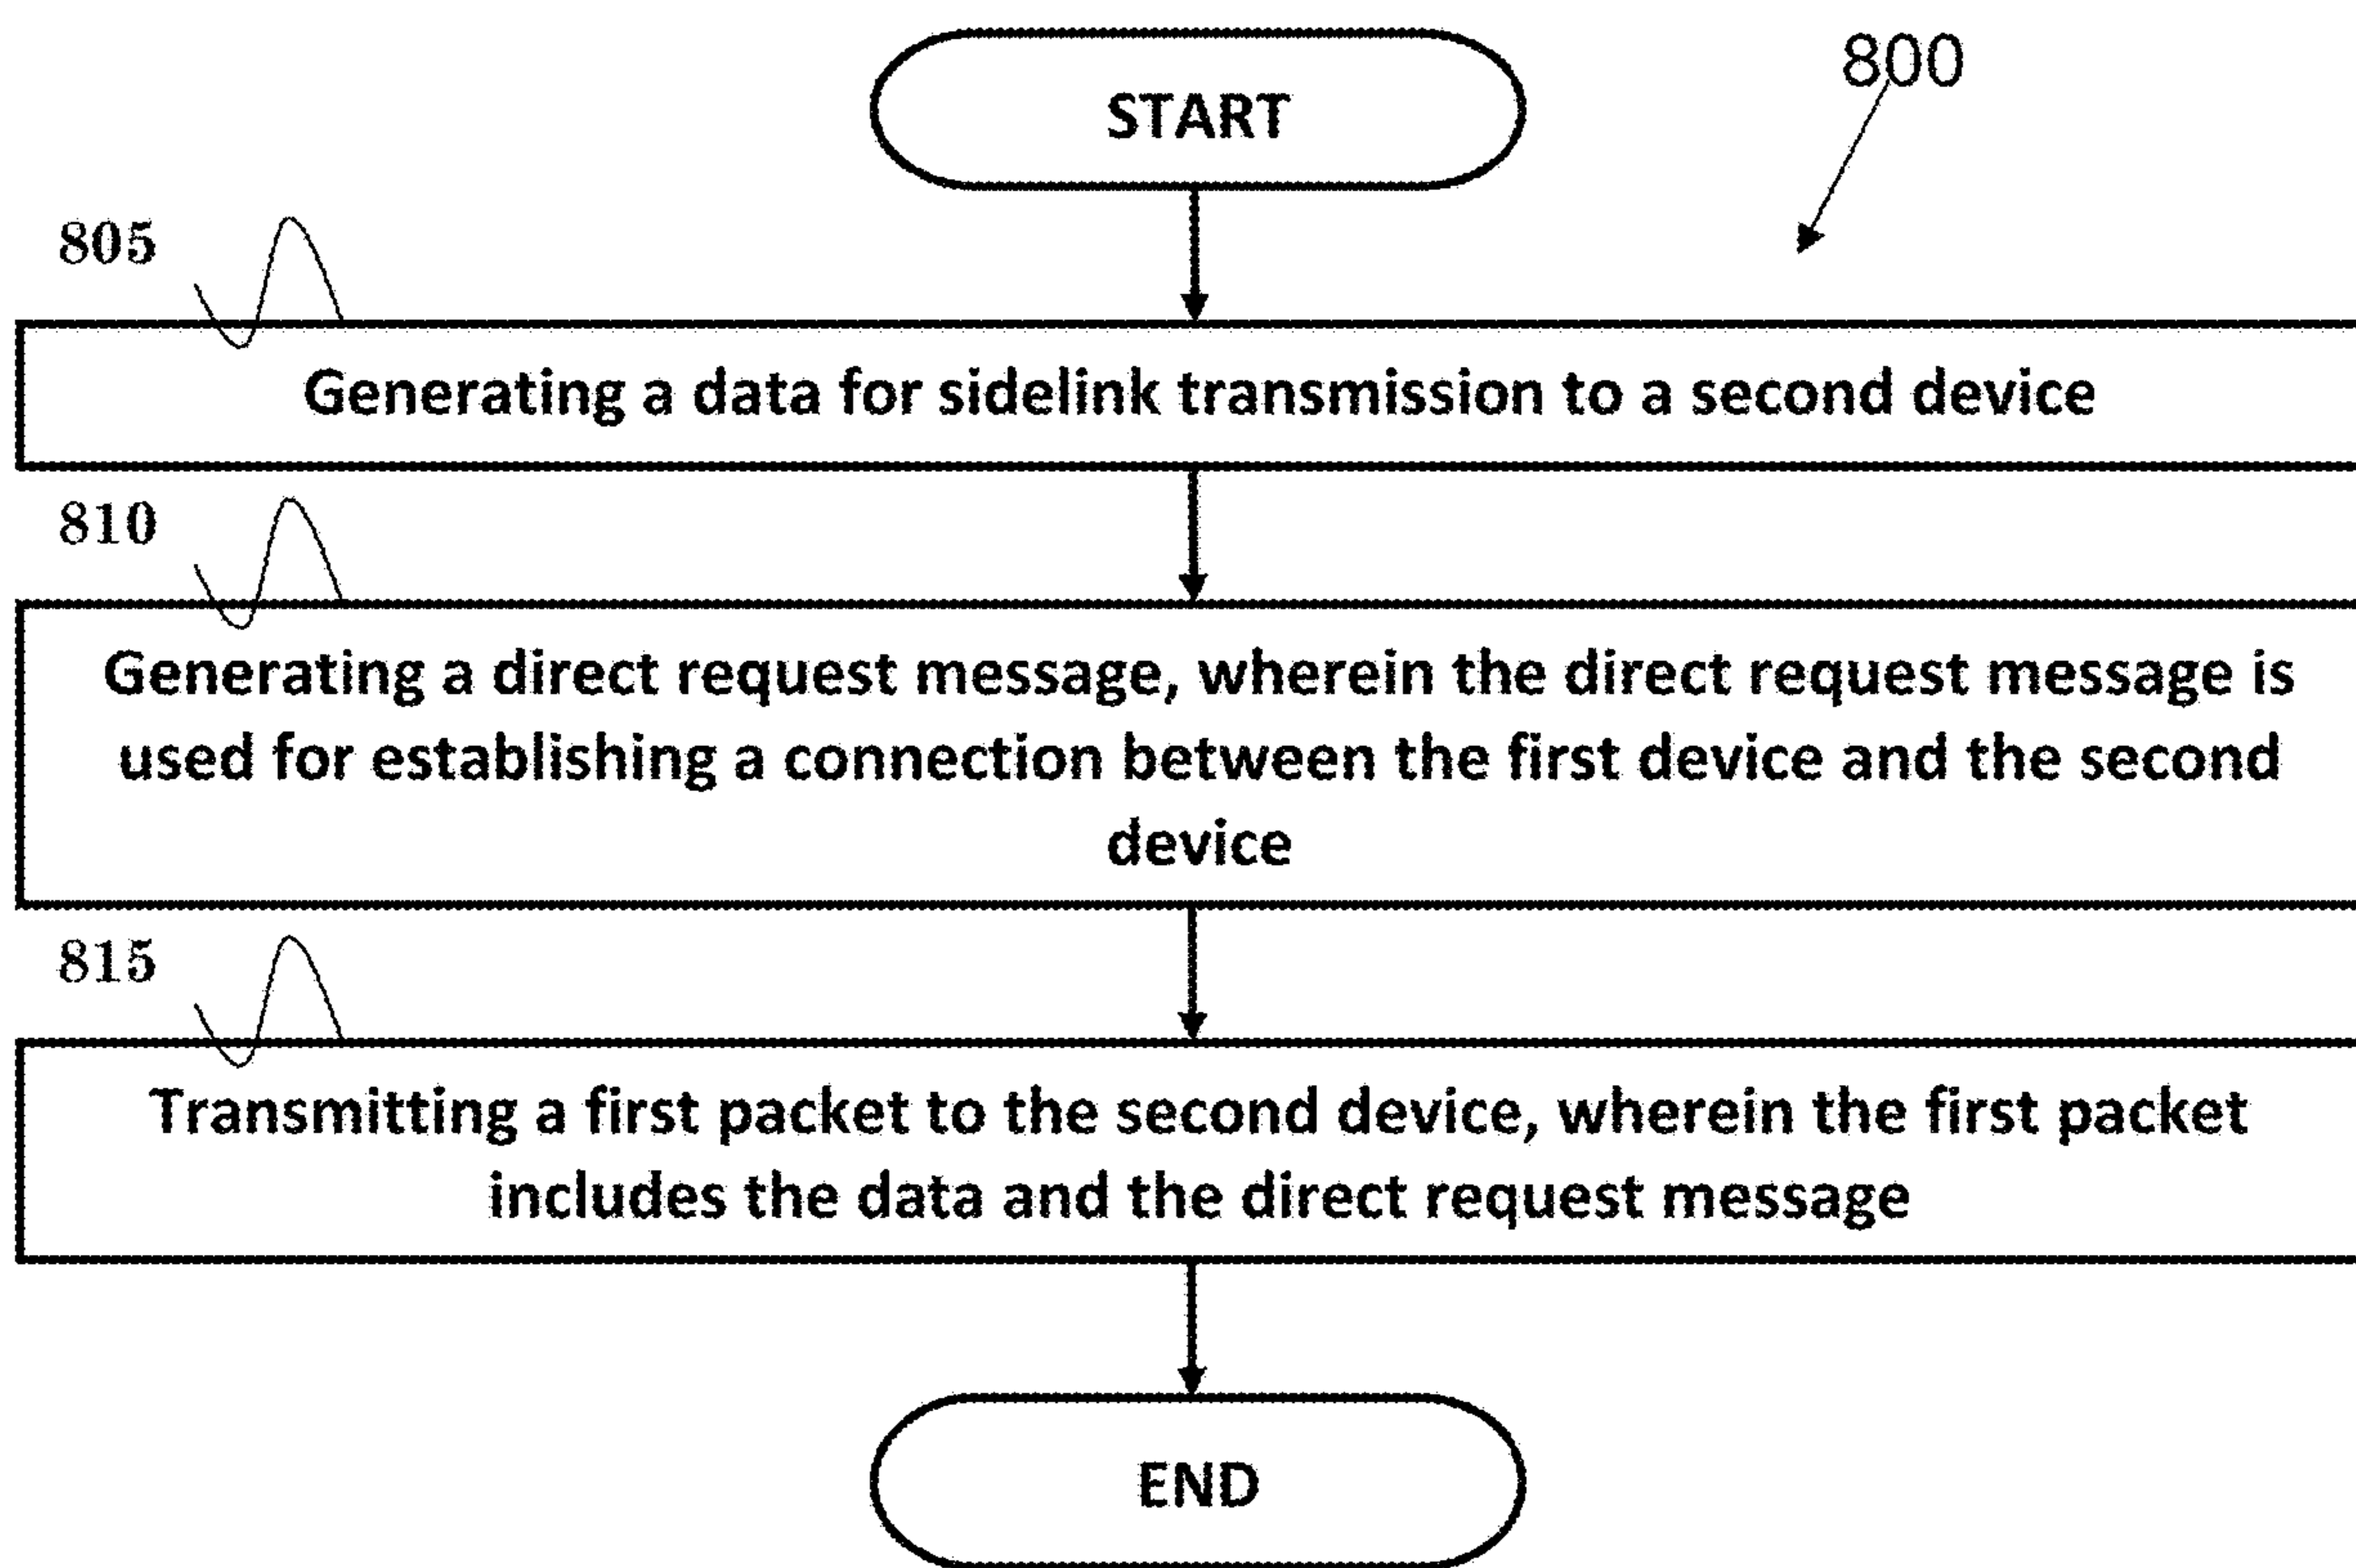 START
800
805
Generating a data for sidelink transmission to a second device
810
Generating a direct request message, wherein the direct request message is
used for establishing a connection between the first device and the second
device
815
Transmitting a first packet to the second device, wherein the first packet
includes the data and the direct request message
END